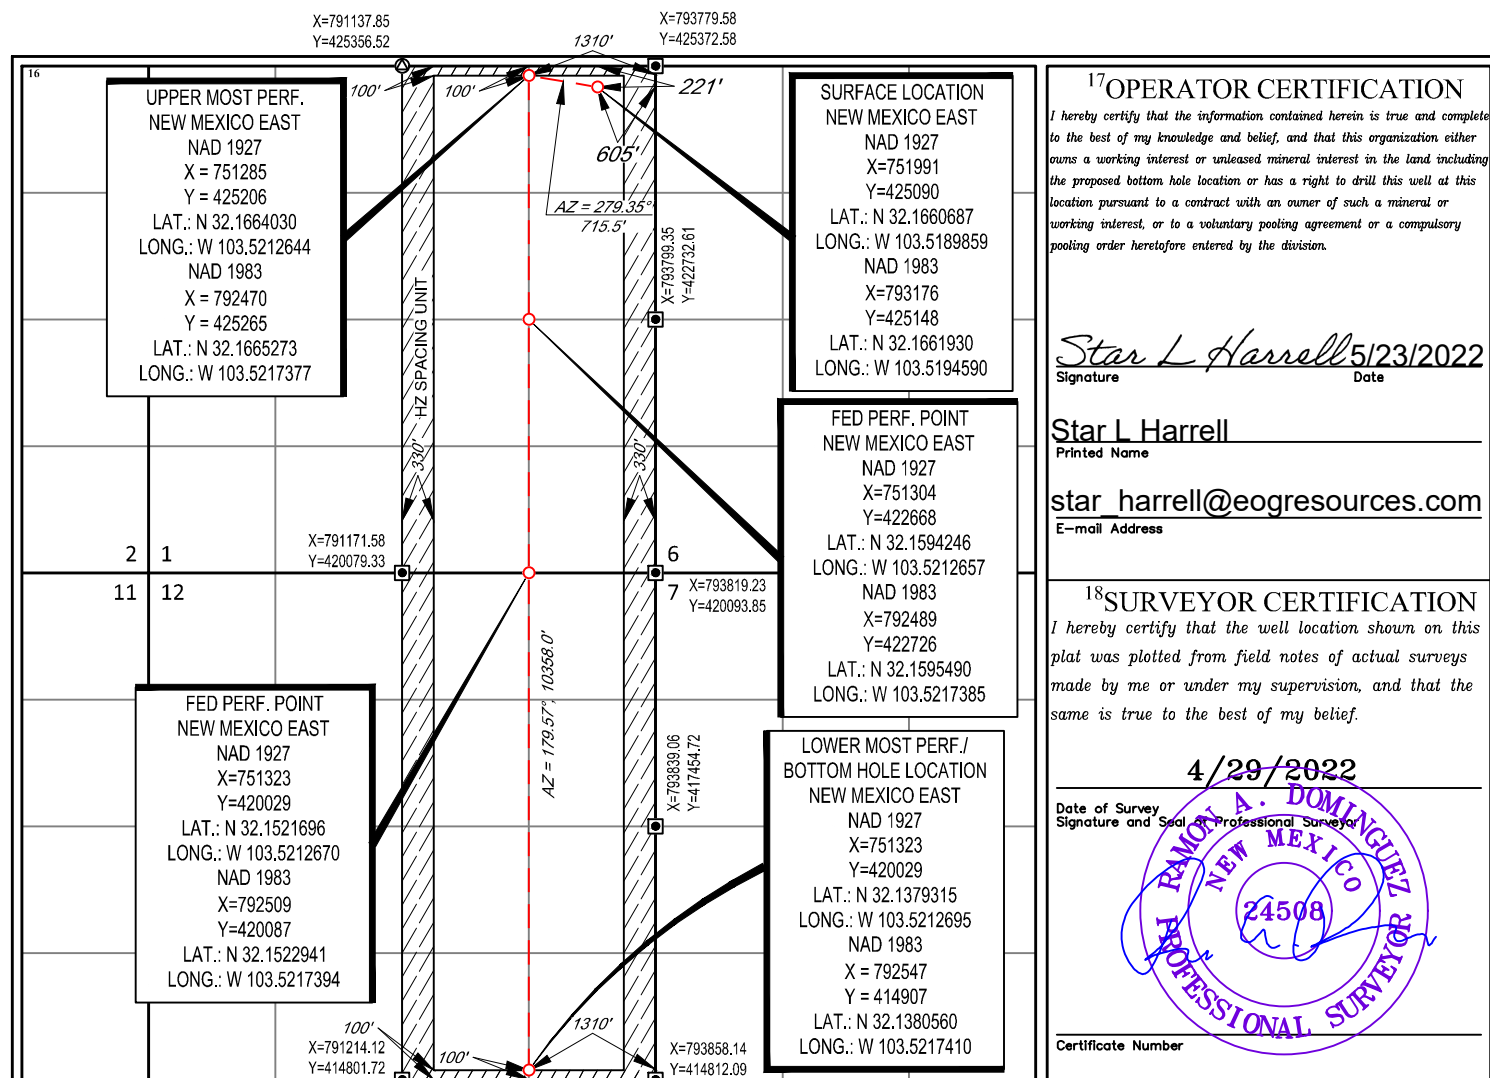 X=791137.85
Y=425356.52
X=793779.58
Y=425372.58
16
1310'
100'
100'
221'
605'
AZ = 279.35°
715.5'
UPPER MOST PERF.
NEW MEXICO EAST
NAD 1927
X = 751285
Y = 425206
LAT.: N 32.1664030
LONG.: W 103.5212644
NAD 1983
X = 792470
Y = 425265
LAT.: N 32.1665273
LONG.: W 103.5217377
SURFACE LOCATION
NEW MEXICO EAST
NAD 1927
X=751991
Y=425090
LAT.: N 32.1660687
LONG.: W 103.5189859
NAD 1983
X=793176
Y=425148
LAT.: N 32.1661930
LONG.: W 103.5194590
X=793799.35
Y=422732.61
HZ SPACING UNIT
330'
330'
FED PERF. POINT
NEW MEXICO EAST
NAD 1927
X=751304
Y=422668
LAT.: N 32.1594246
LONG.: W 103.5212657
NAD 1983
X=792489
Y=422726
LAT.: N 32.1595490
LONG.: W 103.5217385
X=791171.58
Y=420079.33
2 1
11 12
6
7
X=793819.23
Y=420093.85
AZ = 179.57°, 10358.0'
FED PERF. POINT
NEW MEXICO EAST
NAD 1927
X=751323
Y=420029
LAT.: N 32.1521696
LONG.: W 103.5212670
NAD 1983
X=792509
Y=420087
LAT.: N 32.1522941
LONG.: W 103.5217394
X=793839.06
Y=417454.72
LOWER MOST PERF./
BOTTOM HOLE LOCATION
NEW MEXICO EAST
NAD 1927
X=751323
Y=420029
LAT.: N 32.1379315
LONG.: W 103.5212695
NAD 1983
X = 792547
Y = 414907
LAT.: N 32.1380560
LONG.: W 103.5217410
100'
X=791214.12
Y=414801.72
100'
1310'
X=793858.14
Y=414812.09
17OPERATOR CERTIFICATION
I hereby certify that the information contained herein is true and complete
to the best of my knowledge and belief, and that this organization either
owns a working interest or unleased mineral interest in the land including
the proposed bottom hole location or has a right to drill this well at this
location pursuant to a contract with an owner of such a mineral or
working interest, or to a voluntary pooling agreement or a compulsory
pooling order heretofore entered by the division.
Star L Harrell 5/23/2022
Signature Date
Star L Harrell
Printed Name
star_harrell@eogresources.com
E-mail Address
18SURVEYOR CERTIFICATION
I hereby certify that the well location shown on this
plat was plotted from field notes of actual surveys
made by me or under my supervision, and that the
same is true to the best of my belief.
4/29/2022
Date of Survey
Signature and Seal of Professional Surveyor
RAMON A. DOMINGUEZ
NEW MEXICO
24508
PROFESSIONAL SURVEYOR
Certificate Number